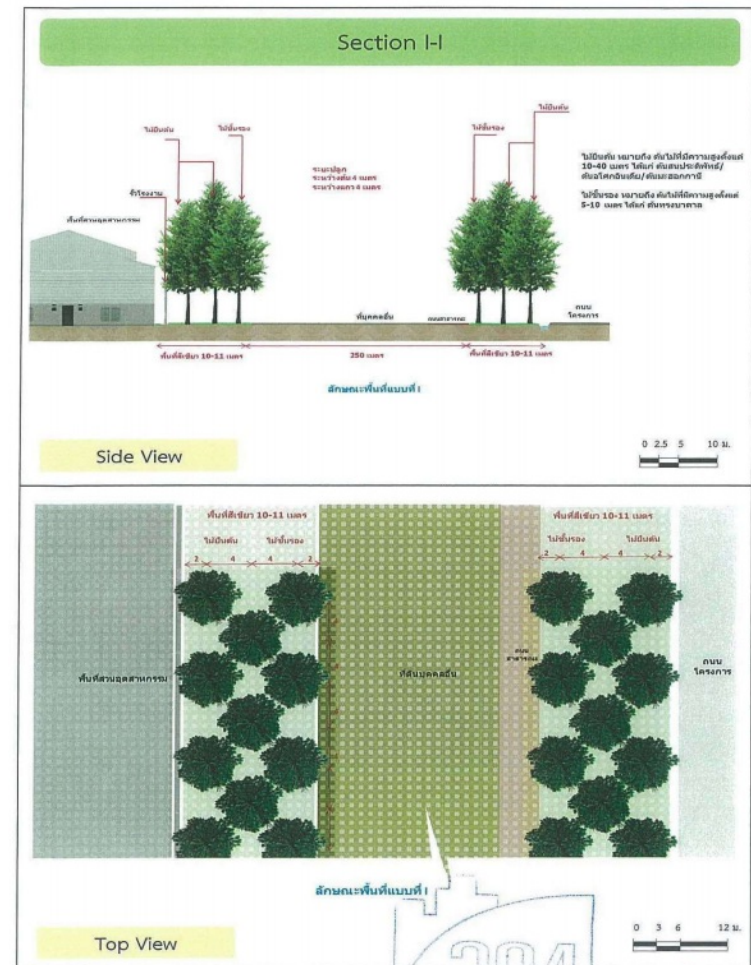 Section I-I
ไม้ยืนต้น
ไม้ชั้นรอง
ไม้ชั้นรอง
ไม้ยืนต้น
ระยะปลูก
ระหว่างต้น 4 เมตร
ระหว่างแถว 4 เมตร
ไม้ยืนต้น หมายถึง ต้นไม้ที่มีความสูงตั้งแต่
10-40 เมตร ได้แก่ ต้นสนประดิพัทธ์/
ต้นอโศกอินเดีย/ต้นมะฮอกกานี
ไม้ชั้นรอง หมายถึง ต้นไม้ที่มีความสูงตั้งแต่
5-10 เมตร ได้แก่ ต้นทรงบาดาล
รั้วโรงงาน
พื้นที่สวนอุตสาหกรรม
ที่บุคคลอื่น
ถนนสาธารณะ
ถนน
โครงการ
พื้นที่สีเขียว 10-11 เมตร
250 เมตร
พื้นที่สีเขียว 10-11 เมตร
ลักษณะพื้นที่แบบที่ I
Side View
0 2.5 5 10 ม.
พื้นที่สีเขียว 10-11 เมตร
พื้นที่สีเขียว 10-11 เมตร
ไม้ยืนต้น
ไม้ชั้นรอง
ไม้ชั้นรอง
ไม้ยืนต้น
2 4 4 2
2 4 4 2
พื้นที่สวนอุตสาหกรรม
ที่ดินบุคคลอื่น
ถนน
สาธารณะ
ถนน
โครงการ
ลักษณะพื้นที่แบบที่ I
Top View
0 3 6 12 ม.